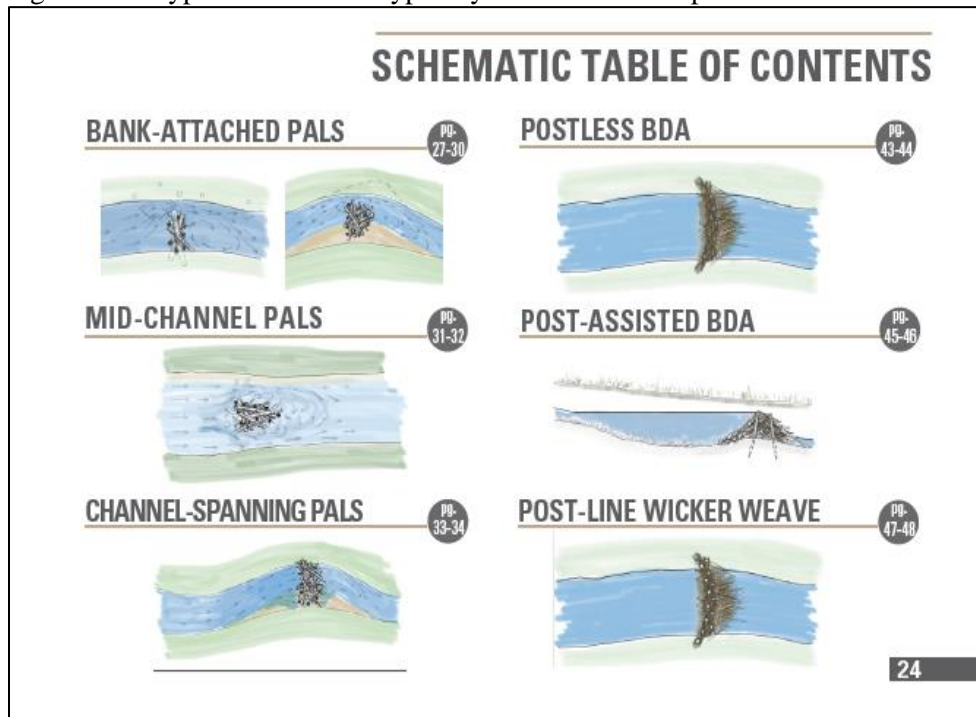 SCHEMATIC TABLE OF CONTENTS
BANK-ATTACHED PALS
pg.
27-30
POSTLESS BDA
pg.
43-44
MID-CHANNEL PALS
pg.
31-32
POST-ASSISTED BDA
pg.
45-46
CHANNEL-SPANNING PALS
pg.
33-34
POST-LINE WICKER WEAVE
pg.
47-48
24